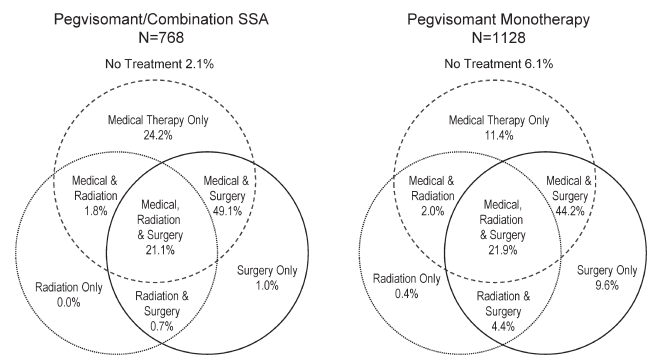 Pegvisomant/Combination SSA
N=768
No Treatment 2.1%
Medical Therapy Only
24.2%
Medical &
Radiation
1.8%
Medical,
Radiation
& Surgery
21.1%
Medical &
Surgery
49.1%
Radiation Only
0.0%
Radiation &
Surgery
0.7%
Surgery Only
1.0%
Pegvisomant Monotherapy
N=1128
No Treatment 6.1%
Medical Therapy Only
11.4%
Medical &
Radiation
2.0%
Medical,
Radiation
& Surgery
21.9%
Medical &
Surgery
44.2%
Radiation Only
0.4%
Radiation &
Surgery
4.4%
Surgery Only
9.6%